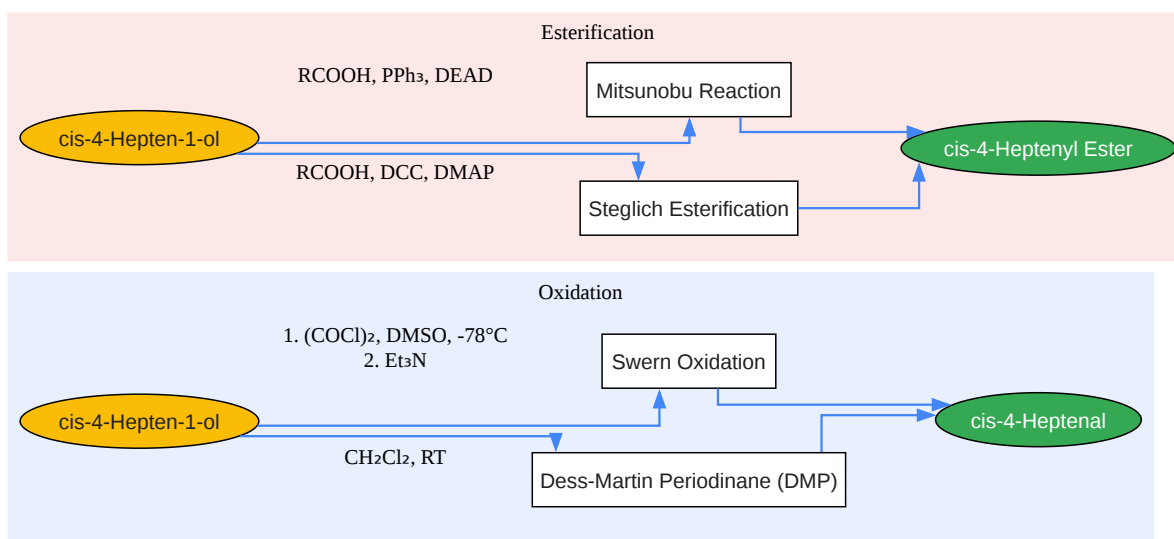 Esterification
RCOOH, PPh₃, DEAD
Mitsunobu Reaction
cis-4-Hepten-1-ol
cis-4-Heptenyl Ester
RCOOH, DCC, DMAP
Steglich Esterification
Oxidation
1. (COCl)₂, DMSO, -78°C
2. Et₃N
Swern Oxidation
cis-4-Hepten-1-ol
cis-4-Heptenal
CH₂Cl₂, RT
Dess-Martin Periodinane (DMP)